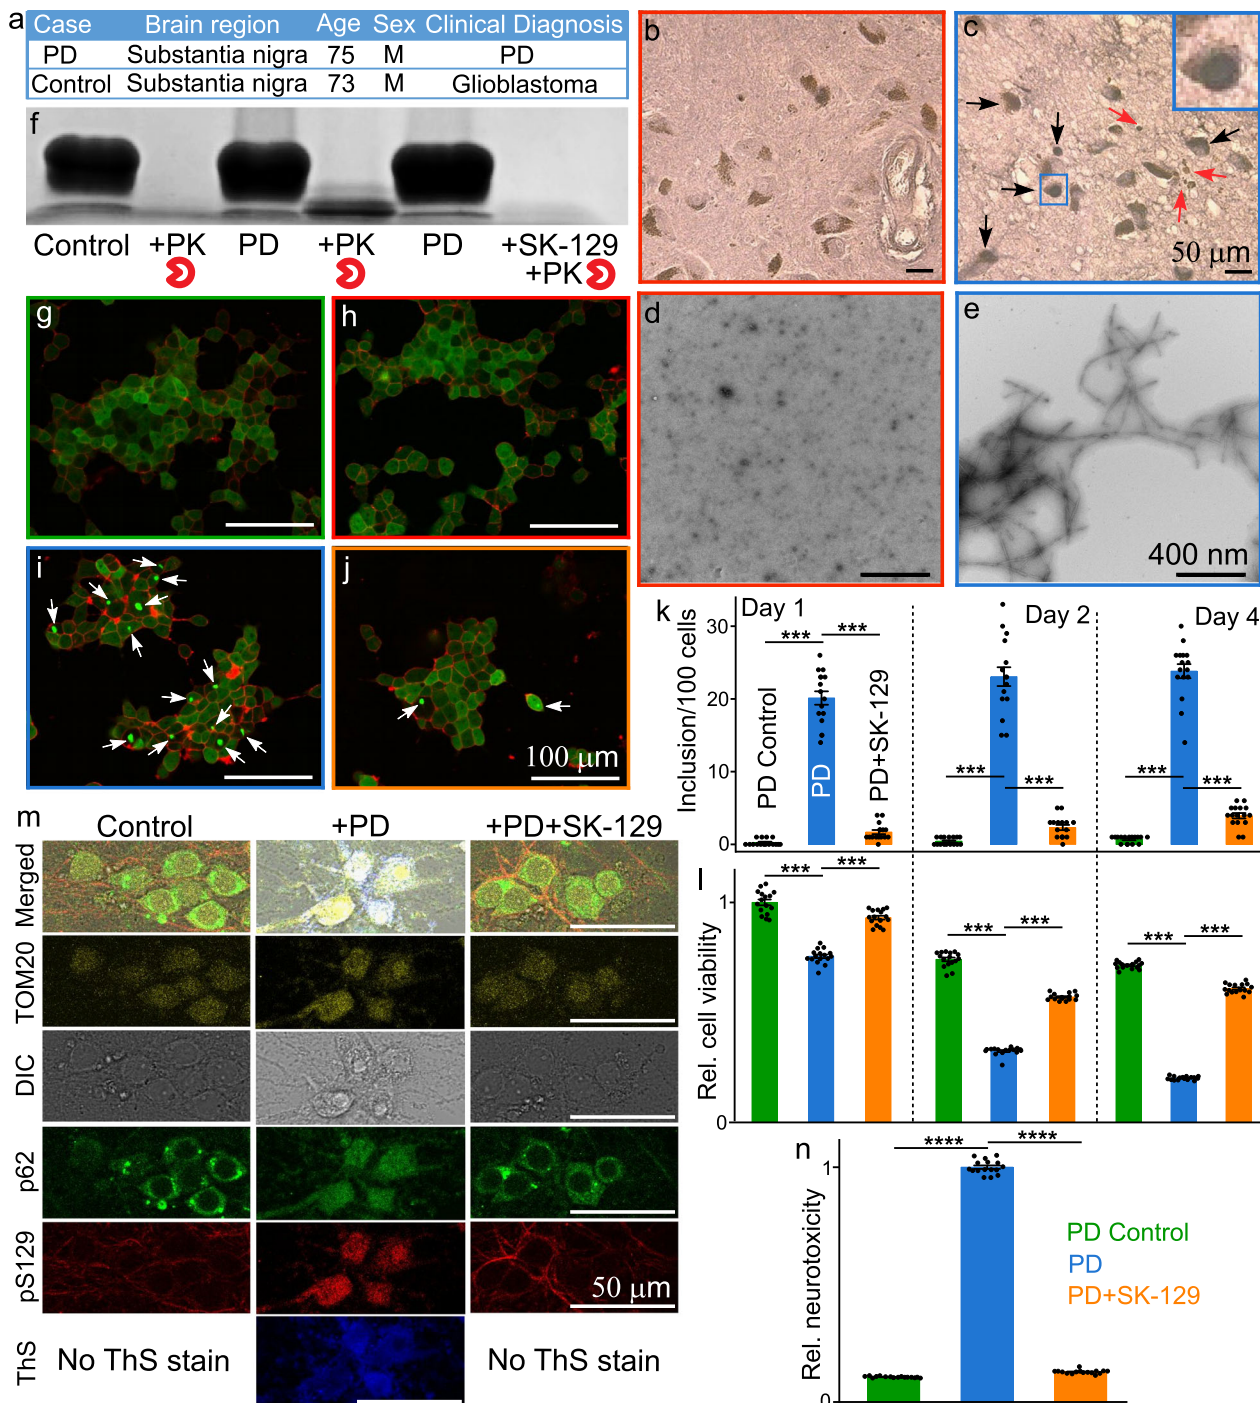 a
Case Brain region Age Sex Clinical Diagnosis
PD Substantia nigra 75 M PD
Control Substantia nigra 73 M Glioblastoma
b
c
50 µm
f
Control +PK PD +PK PD +SK-129
+PK
d
e
400 nm
g
h
i
j
100 µm
k
Day 1
Day 2
Day 4
Inclusion/100 cells
30
20
10
0
PD Control
PD
PD+SK-129
*** ***
*** ***
*** ***
l
Rel. cell viability
1
0
*** ***
*** ***
*** ***
m
Control +PD +PD+SK-129
Merged
TOM20
DIC
p62
pS129
50 µm
ThS
No ThS stain No ThS stain
n
Rel. neurotoxicity
1
0
**** ****
PD Control
PD
PD+SK-129